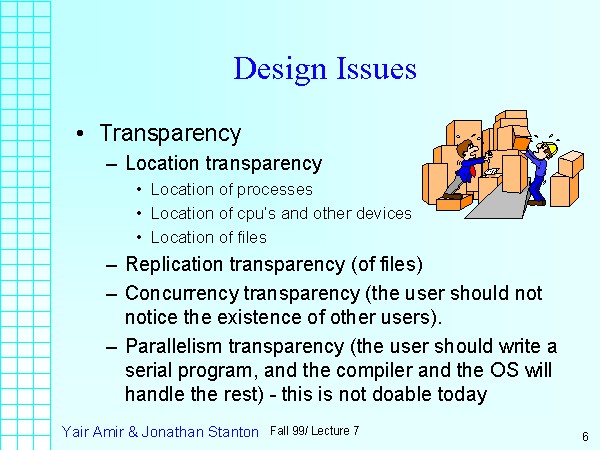 Design Issues
• Transparency
– Location transparency
• Location of processes
• Location of cpu's and other devices
• Location of files
– Replication transparency (of files)
– Concurrency transparency (the user should not
notice the existence of other users).
– Parallelism transparency (the user should write a
serial program, and the compiler and the OS will
handle the rest) - this is not doable today
Yair Amir & Jonathan Stanton Fall 99/ Lecture 7 6